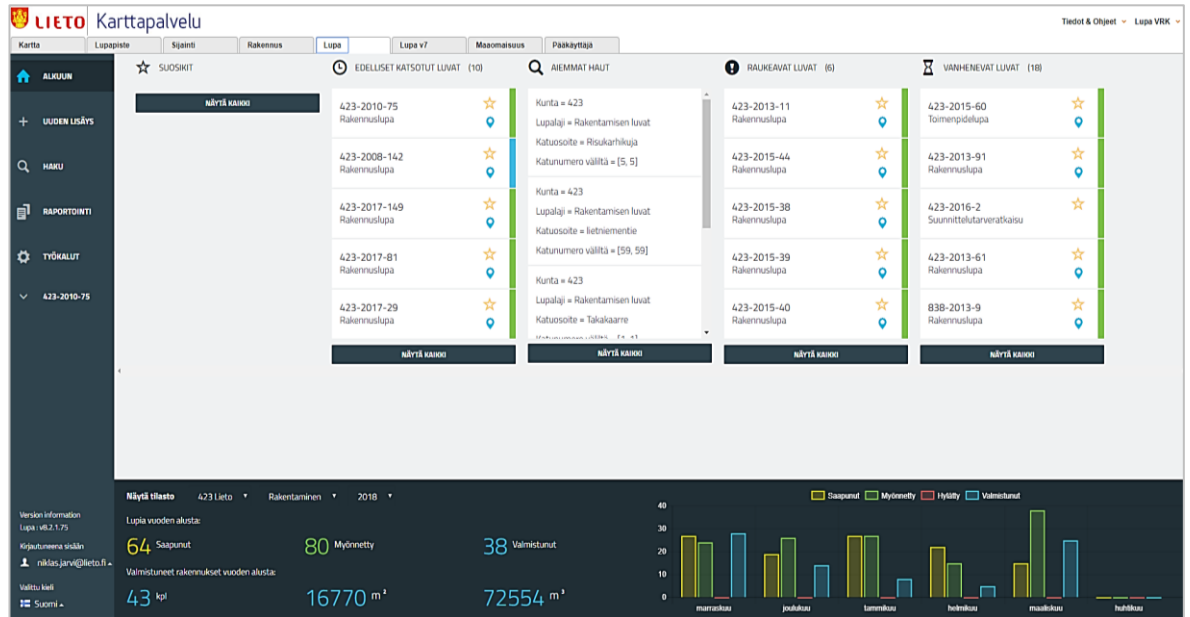 LIETO Karttapalvelu
Tiedot & Ohjeet Lupa VRK
Kartta Lupapiste Sijainti Rakennus Lupa Lupa v7 Maaomaisuus Pääkäyttäjä
ALKUUN
UUDEN LISÄYS
HAKU
RAPORTOINTI
TYÖKALUT
423-2010-75
SUOSIKIT
NÄYTÄ KAIKKI
EDELLISET KATSOTUT LUVAT (10)
423-2010-75
Rakennuslupa
423-2008-142
Rakennuslupa
423-2017-149
Rakennuslupa
423-2017-81
Rakennuslupa
423-2017-29
Rakennuslupa
NÄYTÄ KAIKKI
AIEMMAT HAUT
Kunta = 423
Lupalaji = Rakentamisen luvat
Katuosoite = Risukarhikuja
Katunumero väliltä = [5, 5]
Kunta = 423
Lupalaji = Rakentamisen luvat
Katuosoite = lietniementie
Katunumero väliltä = [59, 59]
Kunta = 423
Lupalaji = Rakentamisen luvat
Katuosoite = Takakaarre
Katunumero väliltä = [1, 1]
NÄYTÄ KAIKKI
RAUKEAVAT LUVAT (6)
423-2013-11
Rakennuslupa
423-2015-44
Rakennuslupa
423-2015-38
Rakennuslupa
423-2015-39
Rakennuslupa
423-2015-40
Rakennuslupa
NÄYTÄ KAIKKI
VANHENEVAT LUVAT (18)
423-2015-60
Toimenpidelupa
423-2013-91
Rakennuslupa
423-2016-2
Suunnittelutarveratkaisu
423-2013-61
Rakennuslupa
838-2013-9
Rakennuslupa
NÄYTÄ KAIKKI
Version information
Lupa : v8.2.1.75
Kirjautuneena sisään
niklas.jarvi@lieto.fi
Valittu kieli
Suomi
Näytä tilasto 423 Lieto Rakentaminen 2018
Lupia vuoden alusta:
64 Saapunut 80 Myönnetty 38 Valmistunut
Valmistuneet rakennukset vuoden alusta:
43 kpl 16770 m² 72554 m³
Saapunut Myönnetty Hylätty Valmistunut
40
30
20
10
0
marraskuu joulukuu tammikuu helmikuu maaliskuu huhtikuu